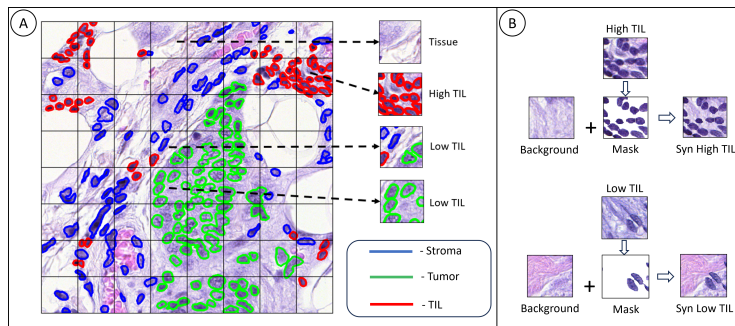 A
Tissue
High TIL
Low TIL
Low TIL
- Stroma
- Tumor
- TIL
B
High TIL
+
Background
Mask
Syn High TIL
Low TIL
+
Background
Mask
Syn Low TIL